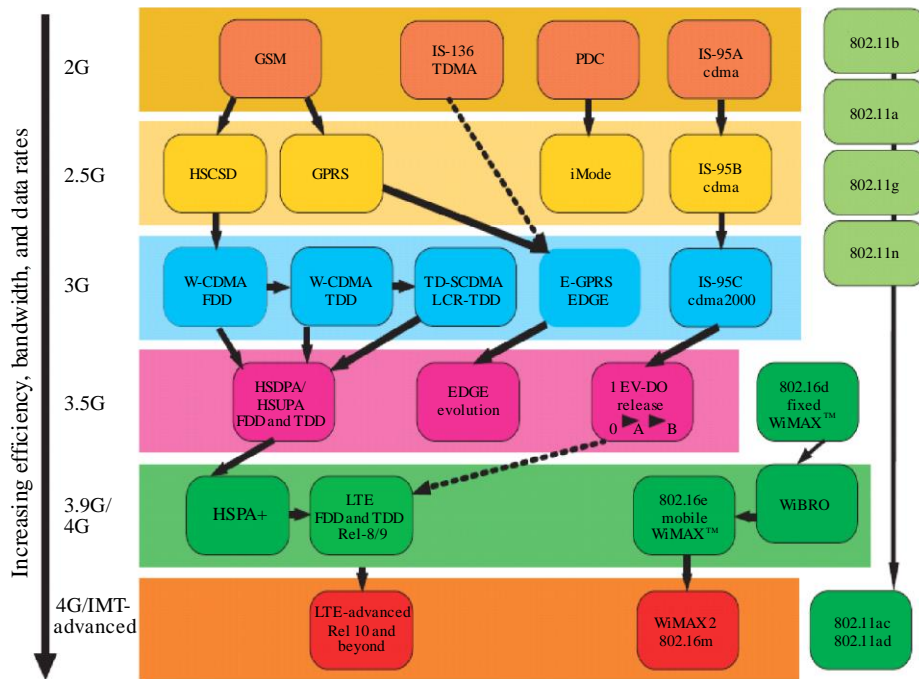 Increasing efficiency, bandwidth, and data rates
2G
GSM
IS-136
TDMA
PDC
IS-95A
cdma
802.11b
802.11a
2.5G
HSCSD
GPRS
iMode
IS-95B
cdma
802.11g
802.11n
3G
W-CDMA
FDD
W-CDMA
TDD
TD-SCDMA
LCR-TDD
E-GPRS
EDGE
IS-95C
cdma2000
3.5G
HSDPA/
HSUPA
FDD and TDD
EDGE
evolution
1 EV-DO
release
0 A B
802.16d
fixed
WiMAX™
3.9G/
4G
HSPA+
LTE
FDD and TDD
Rel-8/9
802.16e
mobile
WiMAX™
WiBRO
4G/IMT-
advanced
LTE-advanced
Rel 10 and
beyond
WiMAX 2
802.16m
802.11ac
802.11ad